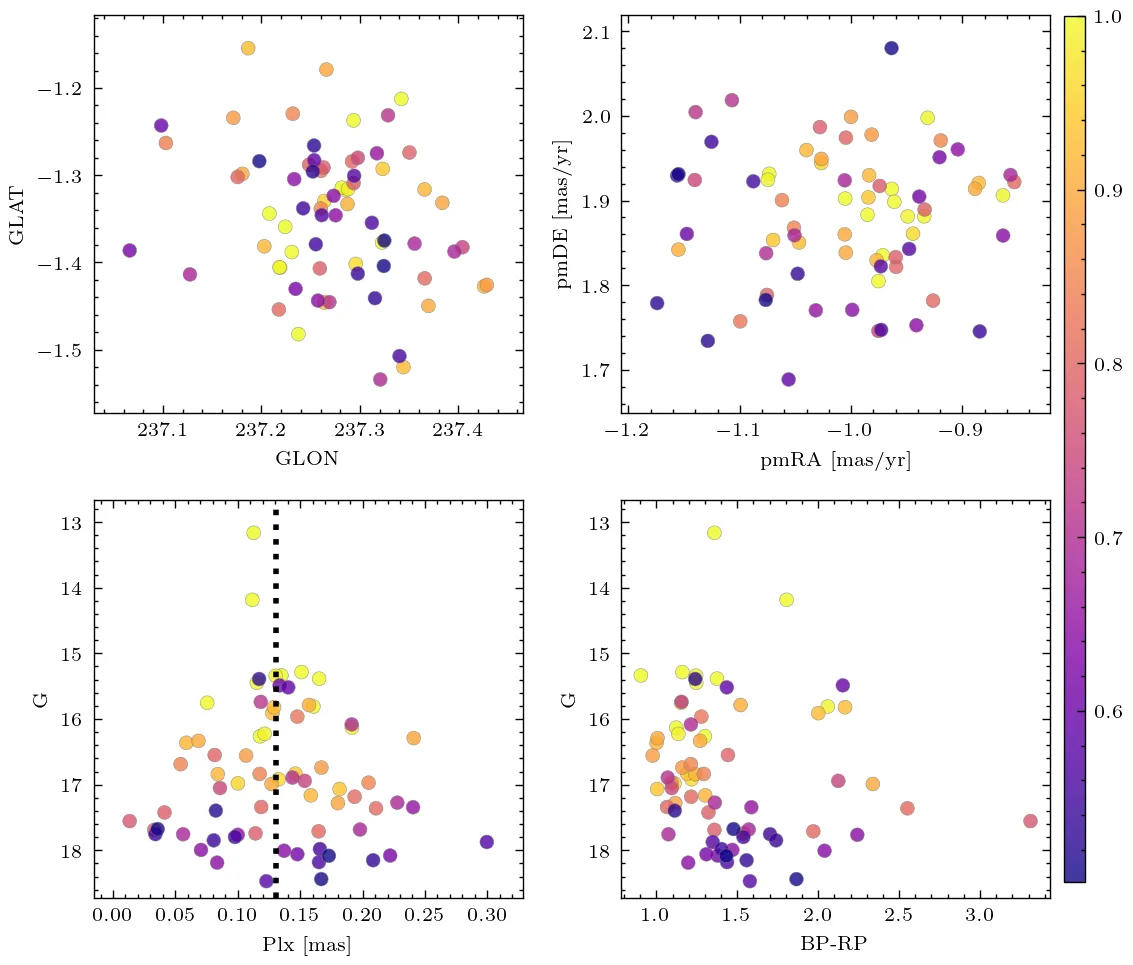 −1.2
−1.3
−1.4
−1.5
GLAT
237.1 237.2 237.3 237.4
GLON
2.1
2.0
1.9
1.8
1.7
pmDE [mas/yr]
−1.2 −1.1 −1.0 −0.9
pmRA [mas/yr]
13
14
15
16
17
18
G
0.00 0.05 0.10 0.15 0.20 0.25 0.30
Plx [mas]
13
14
15
16
17
18
G
1.0 1.5 2.0 2.5 3.0
BP-RP
1.0
0.9
0.8
0.7
0.6